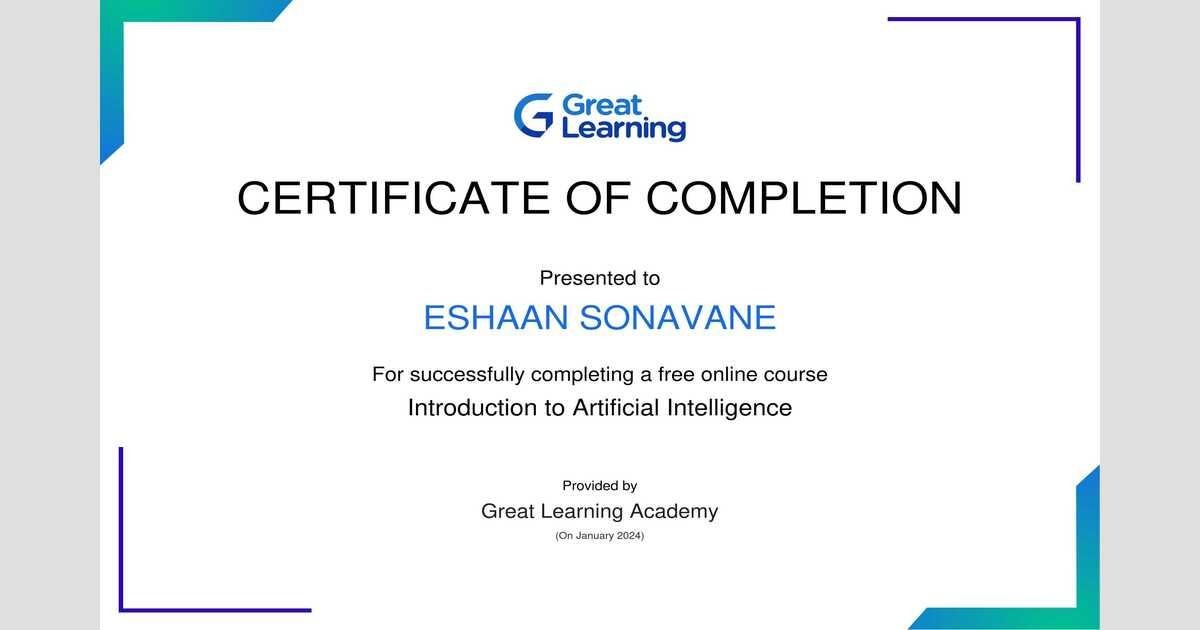 Great
Learning
CERTIFICATE OF COMPLETION
Presented to
ESHAAN SONAVANE
For successfully completing a free online course
Introduction to Artificial Intelligence
Provided by
Great Learning Academy
(On January 2024)